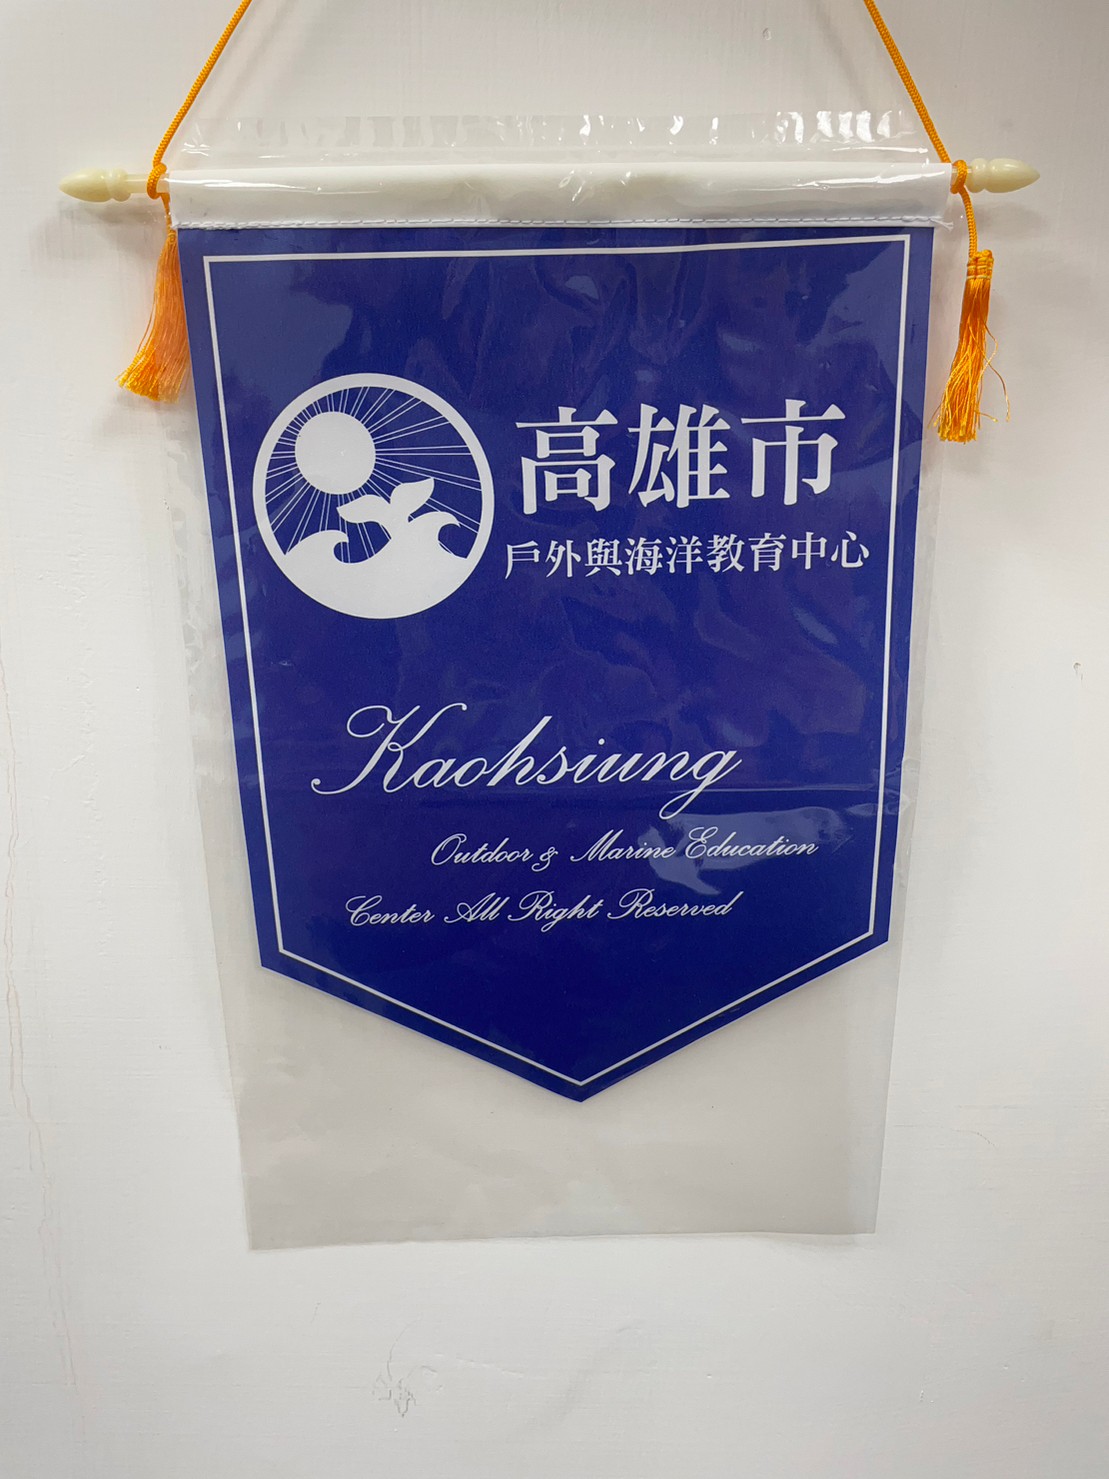 高雄市
戶外與海洋教育中心
Kaohsiung
Outdoor & Marine Education
Center All Right Reserved